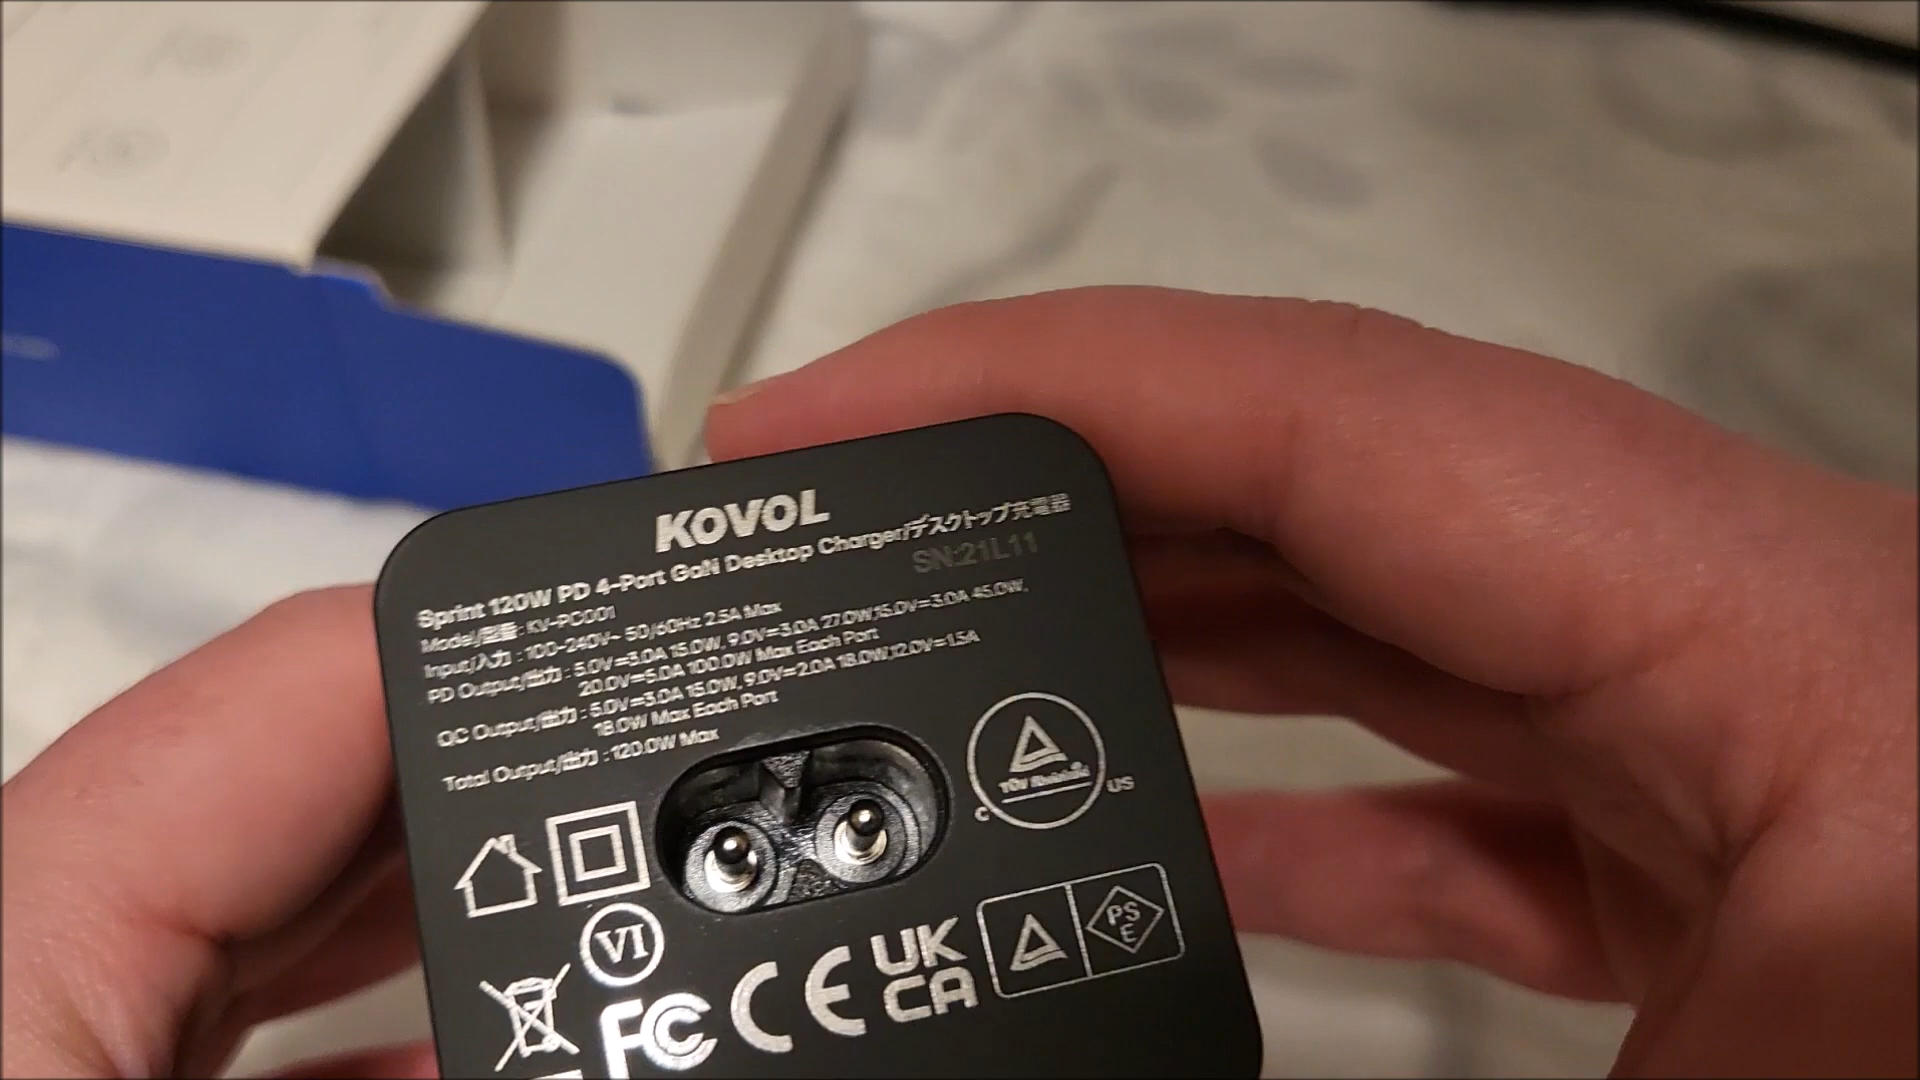 KOVOL
Sprint 120W PD 4-Port GaN Desktop Charger/デスクトップ充電器
SN:21L11
Model/型番 : KV-PC001
Input/入力 : 100-240V~ 50/60Hz 2.5A Max
PD Output/出力 : 5.0V=3.0A 15.0W, 9.0V=3.0A 27.0W,15.0V=3.0A 45.0W,
20.0V=5.0A 100.0W Max Each Port
QC Output/出力 : 5.0V=3.0A 15.0W, 9.0V=2.0A 18.0W,12.0V=1.5A
18.0W Max Each Port
Total Output/出力 : 120.0W Max
TÜV Rheinland
C US
VI
FC CE UK
CA
PS
E